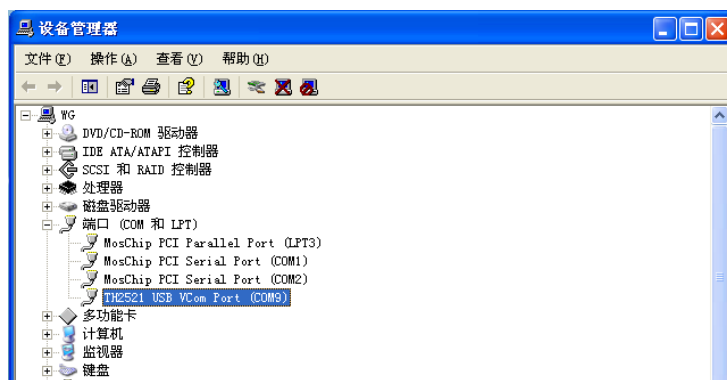 设备管理器
文件(F) 操作(A) 查看(V) 帮助(H)
WG
DVD/CD-ROM 驱动器
IDE ATA/ATAPI 控制器
SCSI 和 RAID 控制器
处理器
磁盘驱动器
端口 (COM 和 LPT)
MosChip PCI Parallel Port (LPT3)
MosChip PCI Serial Port (COM1)
MosChip PCI Serial Port (COM2)
TH2521 USB VCom Port (COM9)
多功能卡
计算机
监视器
键盘